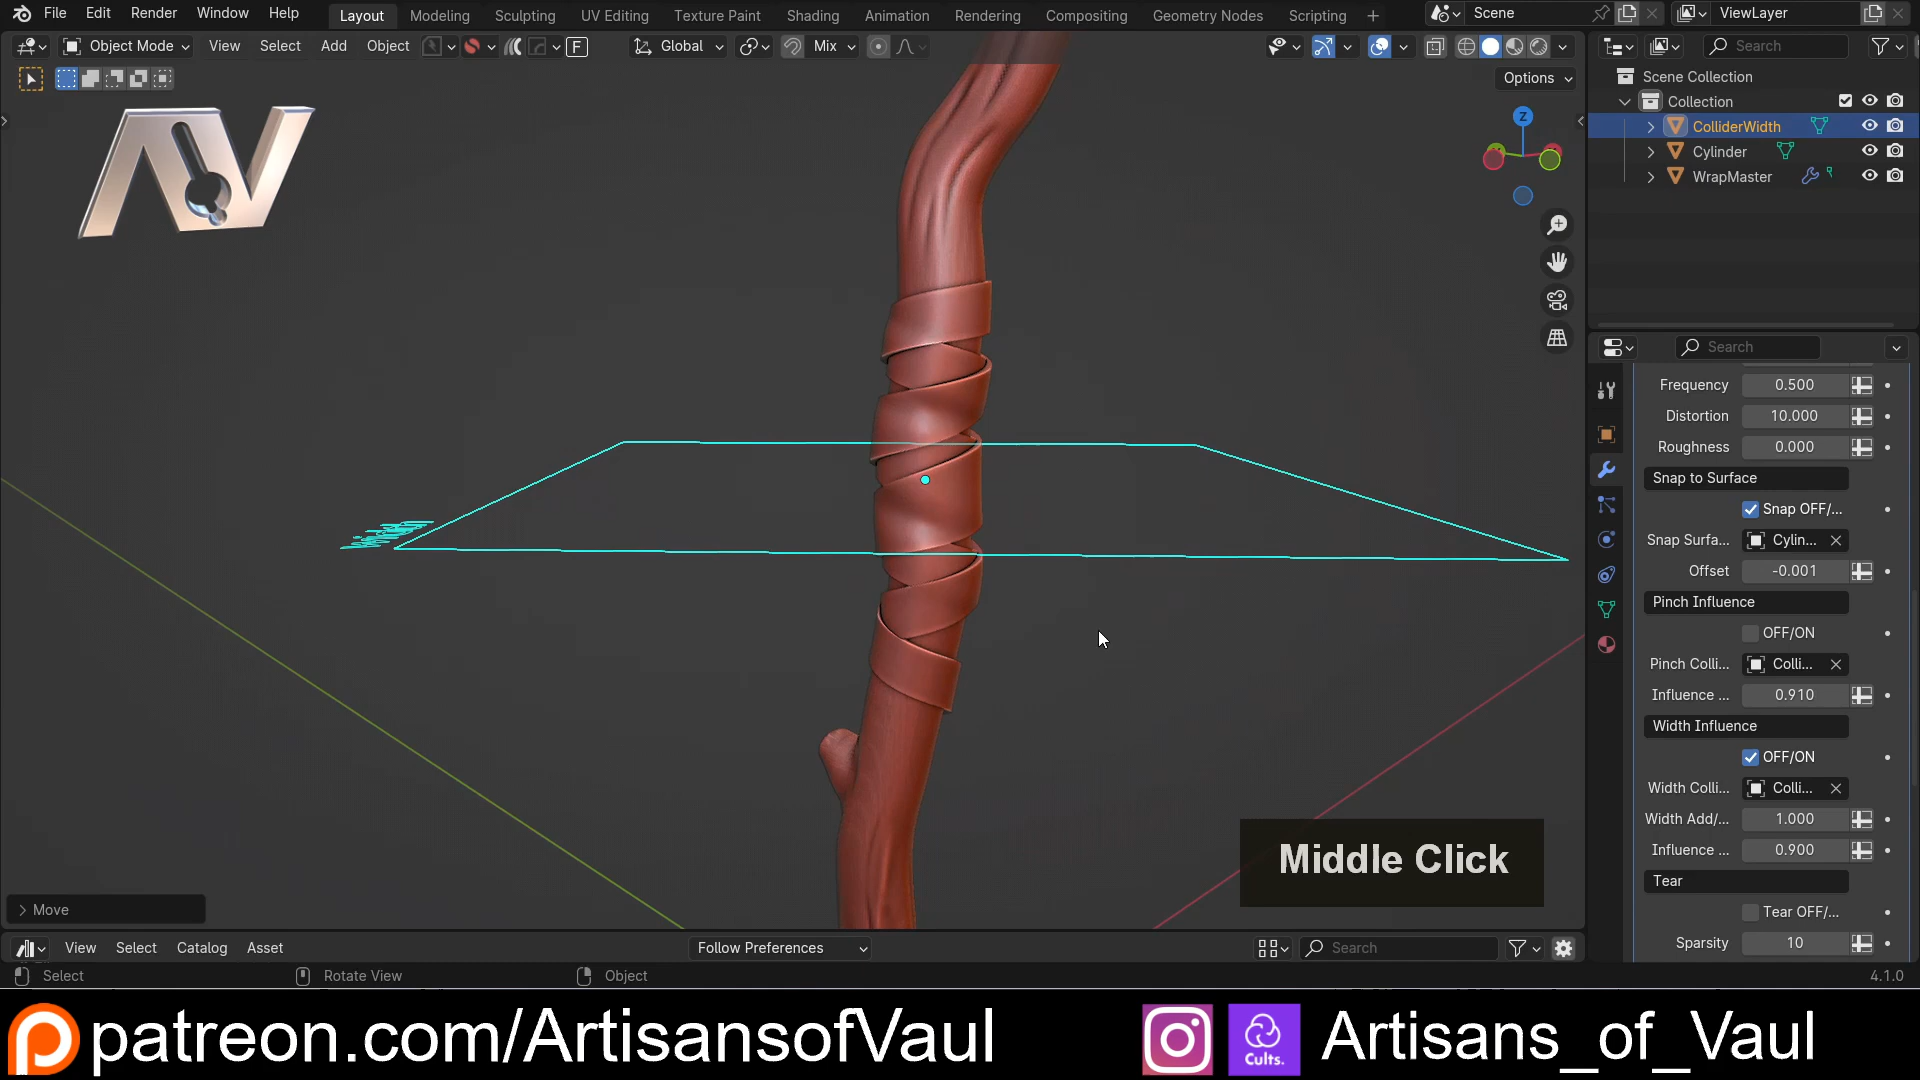 File Edit Render Window Help Layout Modeling Sculpting UV Editing Texture Paint Shading Animation Rendering Compositing Geometry Nodes Scripting + Scene ViewLayer
Object Mode View Select Add Object F Global Mix Search
Options
Scene Collection
Collection
ColliderWidth
Cylinder
WrapMaster
Z
AV
Search
Frequency 0.500
Distortion 10.000
Roughness 0.000
Snap to Surface
Snap OFF/...
Snap Surfa... Cylin...
Offset -0.001
Pinch Influence
OFF/ON
Pinch Colli... Colli...
Influence ... 0.910
Width Influence
OFF/ON
Width Colli... Colli...
Width Add/... 1.000
Influence ... 0.900
Tear
Tear OFF/...
Sparsity 10
Middle Click
Move
View Select Catalog Asset Follow Preferences Search
Select Rotate View Object 4.1.0
patreon.com/ArtisansofVaul Cults. Artisans_of_Vaul